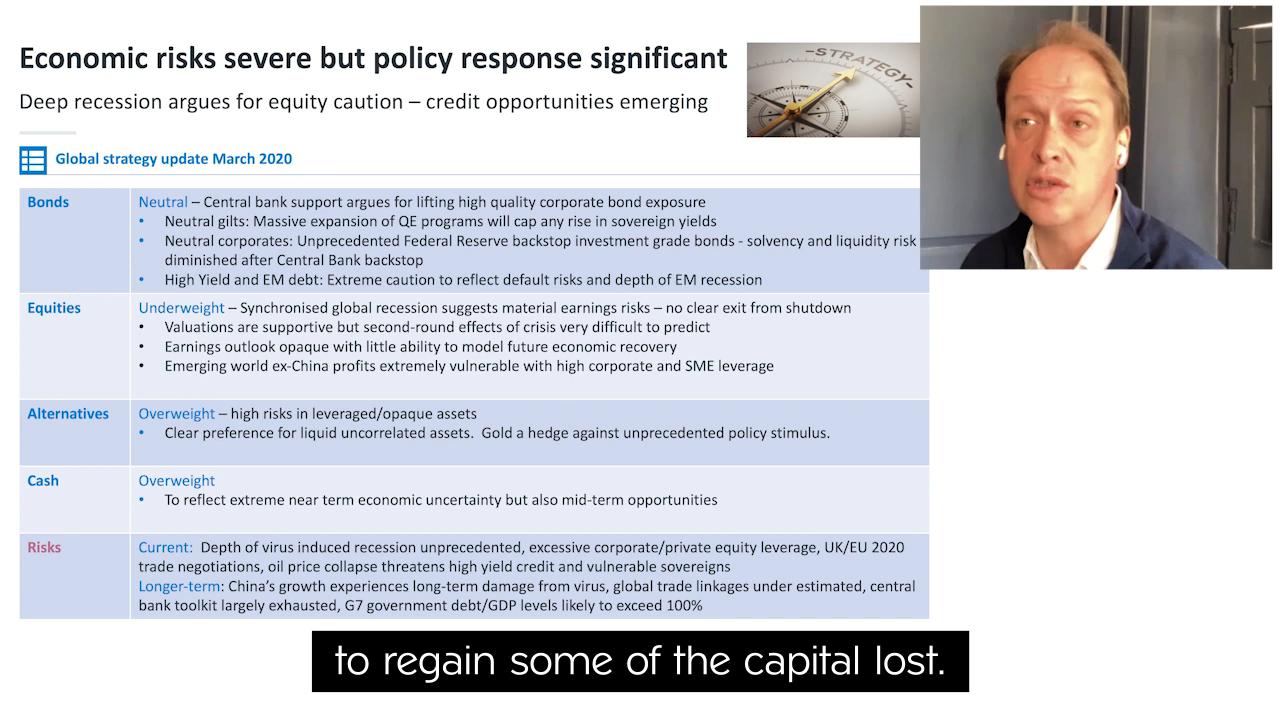 Economic risks severe but policy response significant
Deep recession argues for equity caution – credit opportunities emerging
STRATEGY
Global strategy update March 2020
Bonds
Neutral – Central bank support argues for lifting high quality corporate bond exposure
• Neutral gilts: Massive expansion of QE programs will cap any rise in sovereign yields
• Neutral corporates: Unprecedented Federal Reserve backstop investment grade bonds - solvency and liquidity risk
diminished after Central Bank backstop
• High Yield and EM debt: Extreme caution to reflect default risks and depth of EM recession
Equities
Underweight – Synchronised global recession suggests material earnings risks – no clear exit from shutdown
• Valuations are supportive but second-round effects of crisis very difficult to predict
• Earnings outlook opaque with little ability to model future economic recovery
• Emerging world ex-China profits extremely vulnerable with high corporate and SME leverage
Alternatives
Overweight – high risks in leveraged/opaque assets
• Clear preference for liquid uncorrelated assets. Gold a hedge against unprecedented policy stimulus.
Cash
Overweight
• To reflect extreme near term economic uncertainty but also mid-term opportunities
Risks
Current: Depth of virus induced recession unprecedented, excessive corporate/private equity leverage, UK/EU 2020
trade negotiations, oil price collapse threatens high yield credit and vulnerable sovereigns
Longer-term: China's growth experiences long-term damage from virus, global trade linkages under estimated, central
bank toolkit largely exhausted, G7 government debt/GDP levels likely to exceed 100%
to regain some of the capital lost.